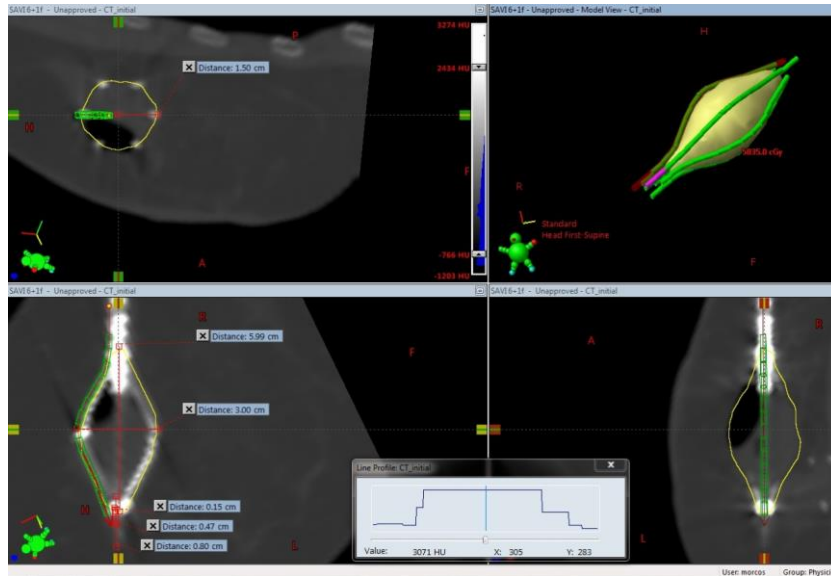 SAVI6+1f - Unapproved - CT_initial
P
Distance: 1.50 cm
H
A
F
3274 HU
2434 HU
-766 HU
-1203 HU
SAVI6+1f - Unapproved - Model View - CT_initial
H
5835.0 cGy
R
Standard
Head First-Supine
F
SAVI6+1f - Unapproved - CT_initial
R
Distance: 5.99 cm
F
Distance: 3.00 cm
H
Distance: 0.15 cm
Distance: 0.47 cm
Distance: 0.80 cm
L
SAVI6+1f - Unapproved - CT_initial
R
A
L
Line Profile: CT_initial
X
Value: 3071 HU X: 305 Y: 283
User: morcos Group: Physici